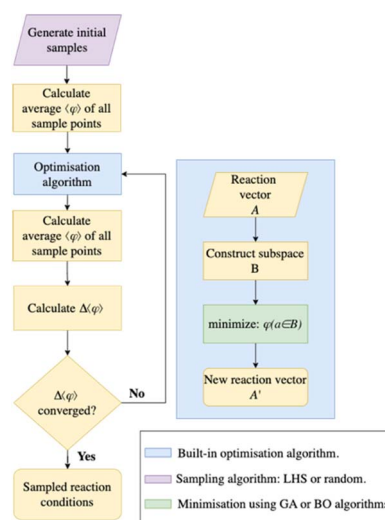 Generate initial
samples
Calculate
average ⟨φ⟩ of all
sample points
Optimisation
algorithm
Calculate
average ⟨φ⟩ of all
sample points
Calculate Δ⟨φ⟩
Δ⟨φ⟩
converged?
No
Yes
Sampled reaction
conditions
Reaction
vector
A
Construct subspace
B
minimize: φ(a∈B)
New reaction vector
A'
Built-in optimisation algorithm.
Sampling algorithm: LHS or random.
Minimisation using GA or BO algorithm